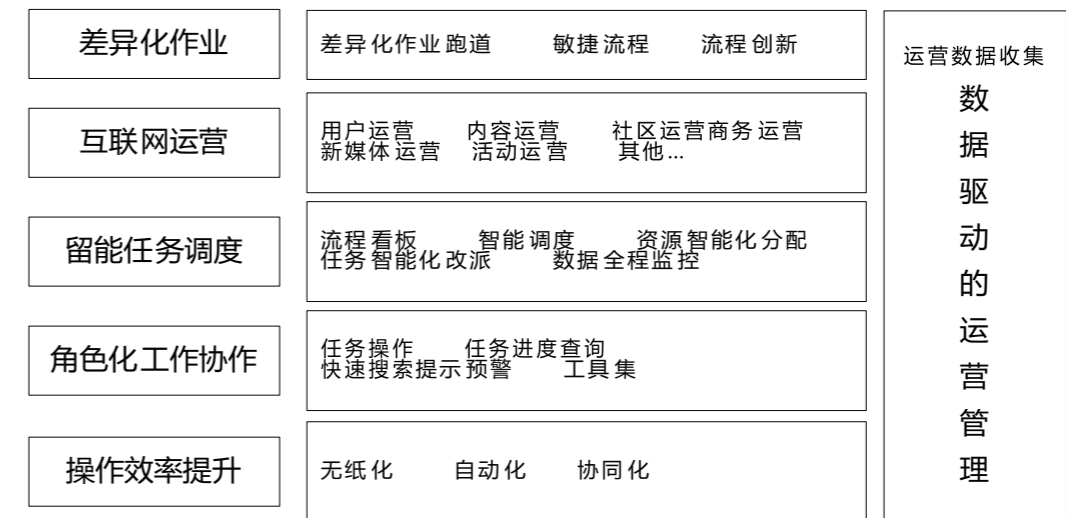 差异化作业
差异化作业跑道 敏捷流程 流程创新
互联网运营
用户运营 内容运营 社区运营商务运营
新媒体运营 活动运营 其他...
留能任务调度
流程看板 智能调度 资源智能化分配
任务智能化改派 数据全程监控
角色化工作协作
任务操作 任务进度查询
快速搜索提示预警 工具集
操作效率提升
无纸化 自动化 协同化
运营数据收集
数
据
驱
动
的
运
营
管
理